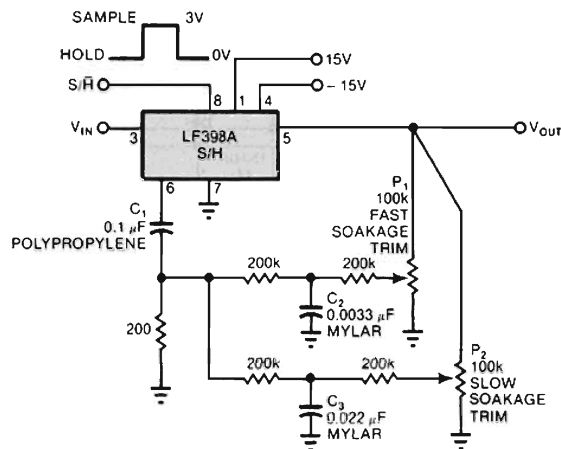 SAMPLE 3V
HOLD 0V
15V
S/H̅
-15V
8 1 4
V_IN 3 LF398A 5 V_OUT
S/H
6 7
C₁
0.1 µF
POLYPROPYLENE
P₁
100k
FAST
SOAKAGE
TRIM
200k 200k
C₂
0.0033 µF
MYLAR
200
P₂
100k
SLOW
SOAKAGE
TRIM
200k 200k
C₃
0.022 µF
MYLAR